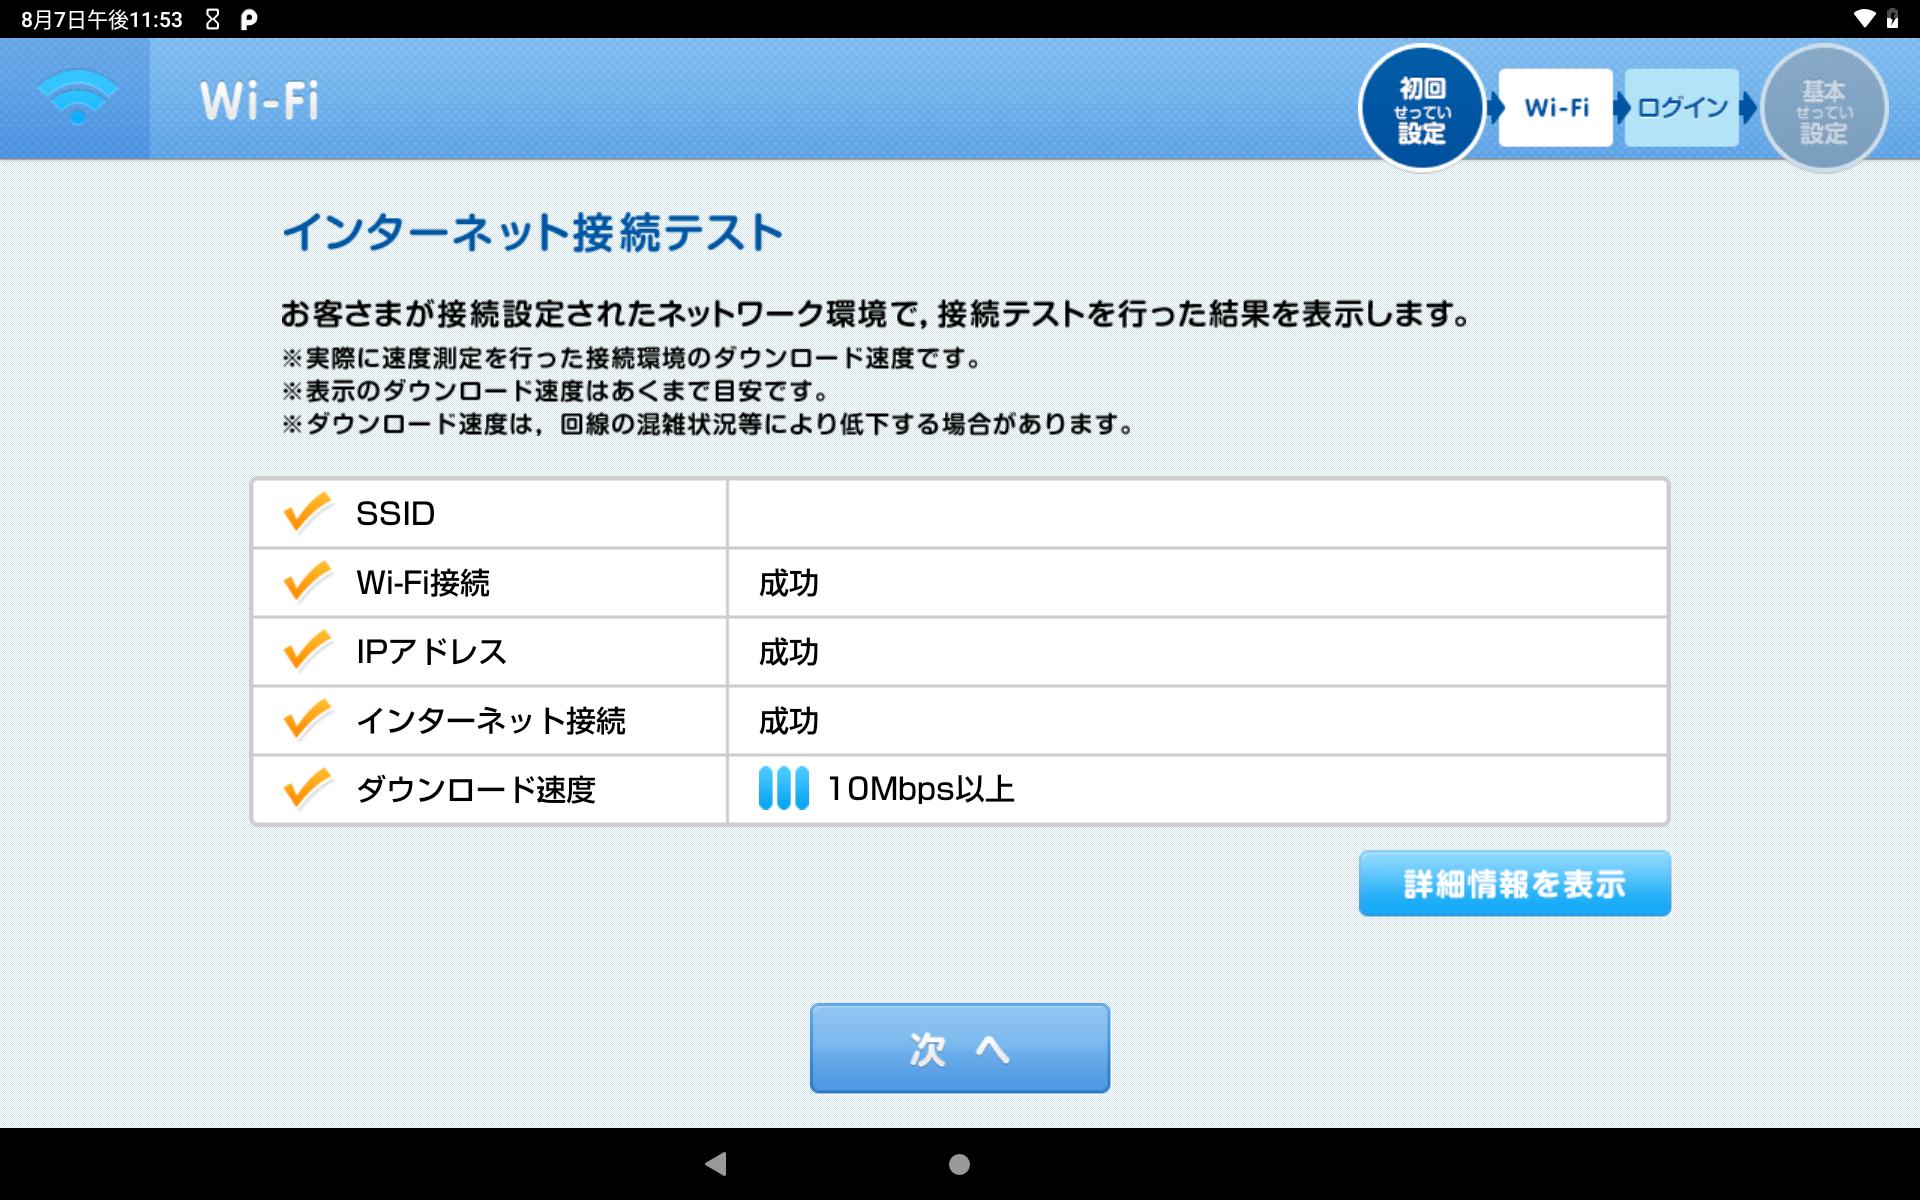 8月7日午後11:53
Wi-Fi
初回
せってい
設定
Wi-Fi
ログイン
基本
せってい
設定
インターネット接続テスト
お客さまが接続設定されたネットワーク環境で, 接続テストを行った結果を表示します。
※実際に速度測定を行った接続環境のダウンロード速度です。
※表示のダウンロード速度はあくまで目安です。
※ダウンロード速度は, 回線の混雑状況等により低下する場合があります。
SSID
Wi-Fi接続 成功
IPアドレス 成功
インターネット接続 成功
ダウンロード速度 10Mbps以上
詳細情報を表示
次 へ